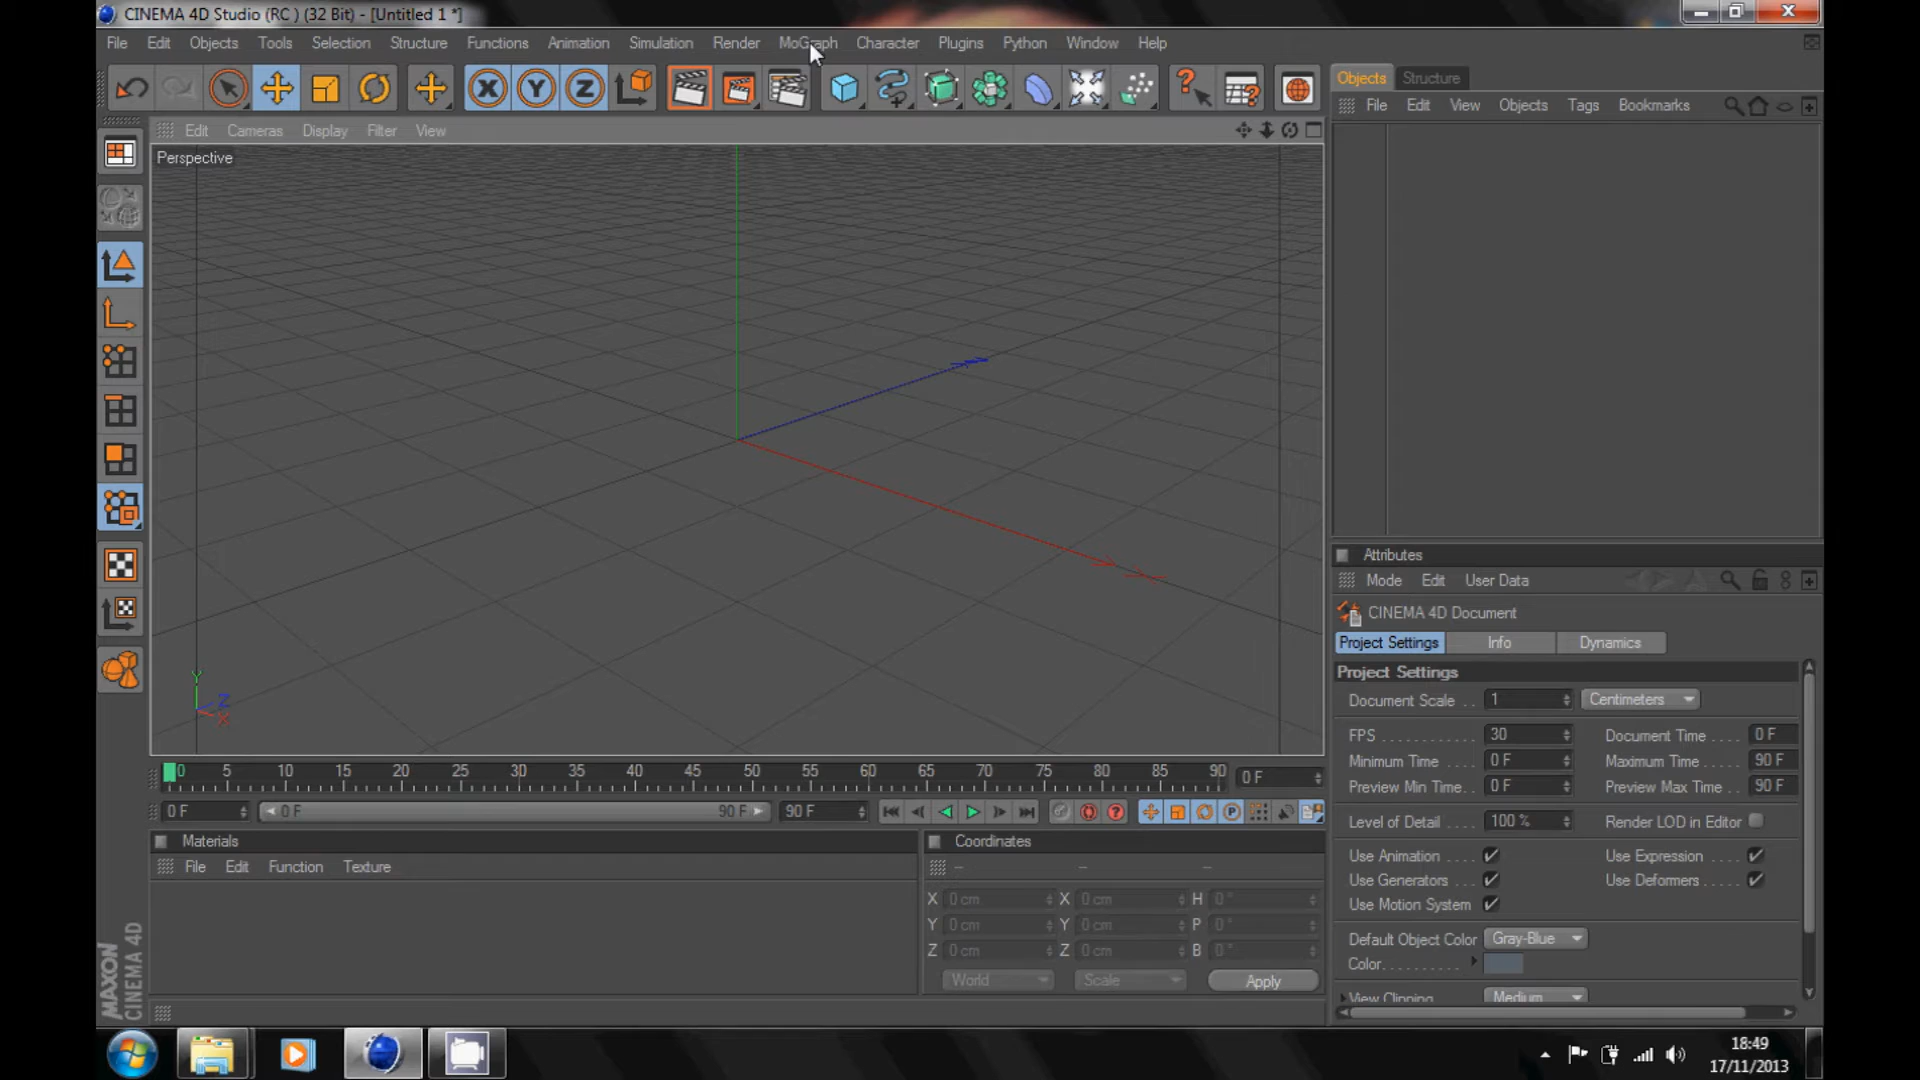 CINEMA 4D Studio (RC ) (32 Bit) - [Untitled 1 *]
File Edit Objects Tools Selection Structure Functions Animation Simulation Render MoGraph Character Plugins Python Window Help
X Y Z
Objects Structure
File Edit View Objects Tags Bookmarks
Edit Cameras Display Filter View
Perspective
Y
Z
X
0 5 10 15 20 25 30 35 40 45 50 55 60 65 70 75 80 85 90 0 F
0 F 0 F 90 F 90 F
Materials
File Edit Function Texture
Coordinates
X 0 cm X 0 cm H 0 °
Y 0 cm Y 0 cm P 0 °
Z 0 cm Z 0 cm B 0 °
World Scale Apply
Attributes
Mode Edit User Data
CINEMA 4D Document
Project Settings Info Dynamics
Project Settings
Document Scale . . 1 Centimeters
FPS . . . . . . . . . . . 30 Document Time . . . . 0 F
Minimum Time . . . 0 F Maximum Time . . . 90 F
Preview Min Time. . 0 F Preview Max Time . . 90 F
Level of Detail . . . . 100 % Render LOD in Editor
Use Animation . . . . Use Expression . . . .
Use Generators . . . Use Deformers . . . . .
Use Motion System
Default Object Color Gray-Blue
Color. . . . . . . . . .
View Clipping Medium
MAXON
CINEMA 4D
18:49
17/11/2013